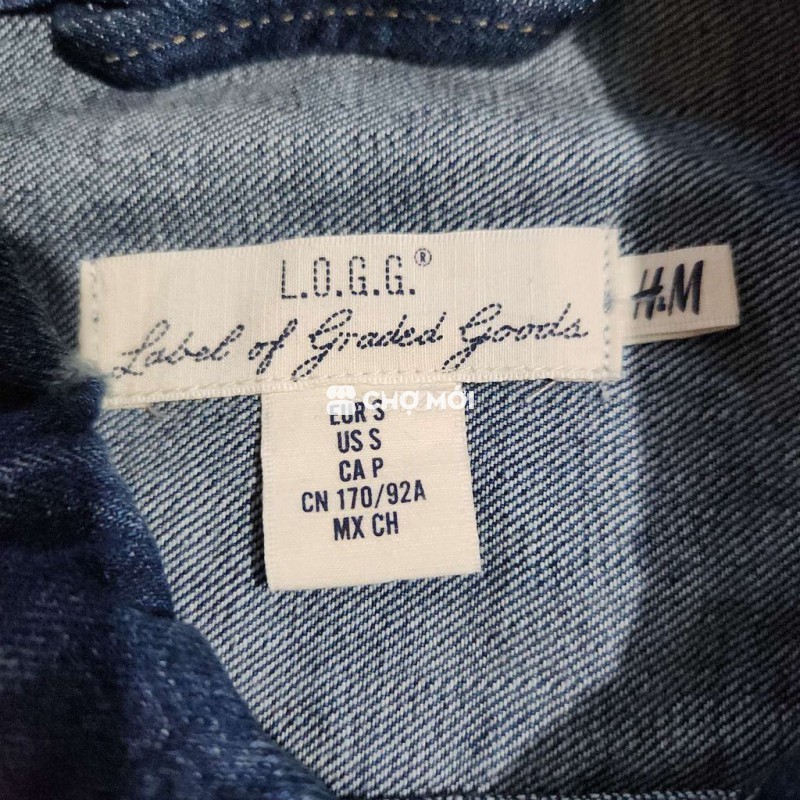 L.O.G.G.®
Label of Graded Goods
H&M
CHỢ MỚI
EUR S
US S
CA P
CN 170/92A
MX CH